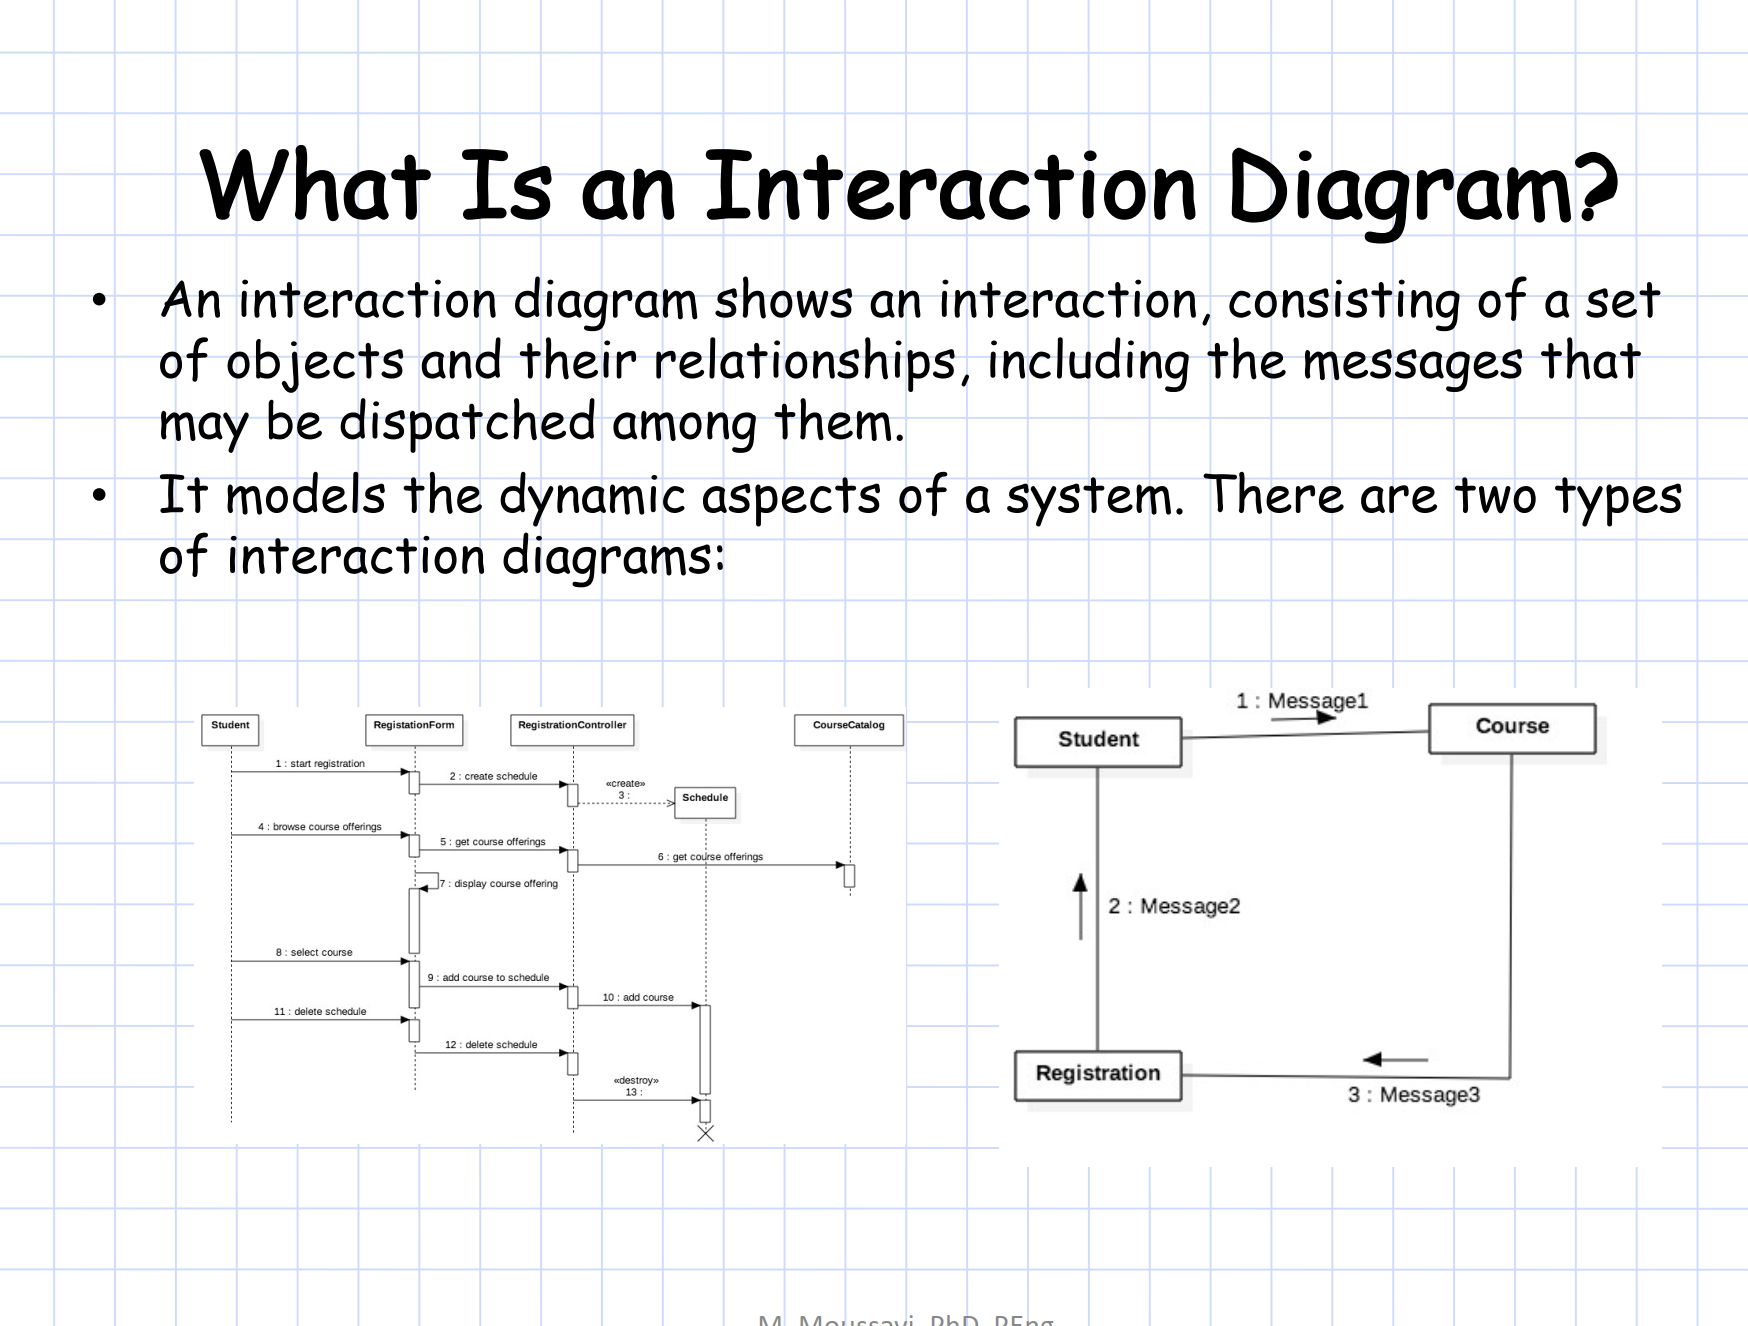 What Is an Interaction Diagram?
• An interaction diagram shows an interaction, consisting of a set
of objects and their relationships, including the messages that
may be dispatched among them.
• It models the dynamic aspects of a system. There are two types
of interaction diagrams:
Student
RegistationForm
RegistrationController
CourseCatalog
1 : start registration
2 : create schedule
«create»
3 :
Schedule
4 : browse course offerings
5 : get course offerings
6 : get course offerings
7 : display course offering
8 : select course
9 : add course to schedule
10 : add course
11 : delete schedule
12 : delete schedule
«destroy»
13 :
1 : Message1
Student
Course
2 : Message2
Registration
3 : Message3
M. Moussavi, PhD, PEng